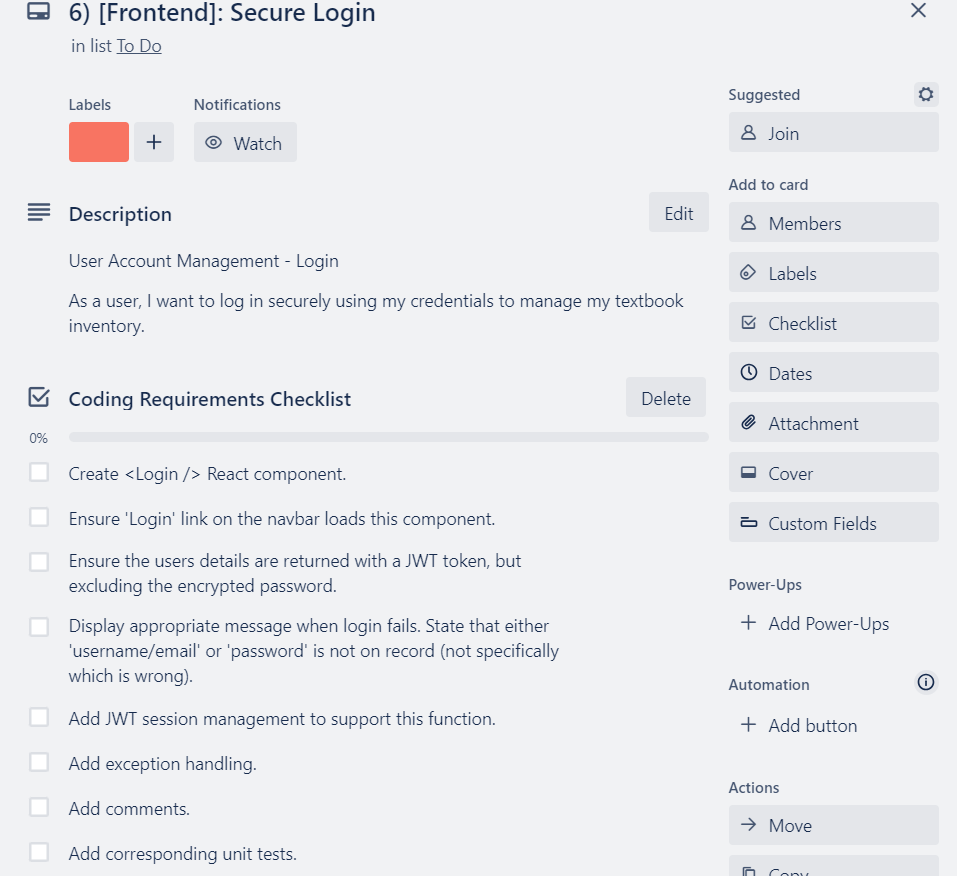 6) [Frontend]: Secure Login
in list To Do
Labels
Notifications
Watch
Description
Edit
User Account Management - Login
As a user, I want to log in securely using my credentials to manage my textbook
inventory.
Coding Requirements Checklist
Delete
0%
Create <Login /> React component.
Ensure 'Login' link on the navbar loads this component.
Ensure the users details are returned with a JWT token, but
excluding the encrypted password.
Display appropriate message when login fails. State that either
'username/email' or 'password' is not on record (not specifically
which is wrong).
Add JWT session management to support this function.
Add exception handling.
Add comments.
Add corresponding unit tests.
Suggested
Join
Add to card
Members
Labels
Checklist
Dates
Attachment
Cover
Custom Fields
Power-Ups
Add Power-Ups
Automation
Add button
Actions
Move
Copy